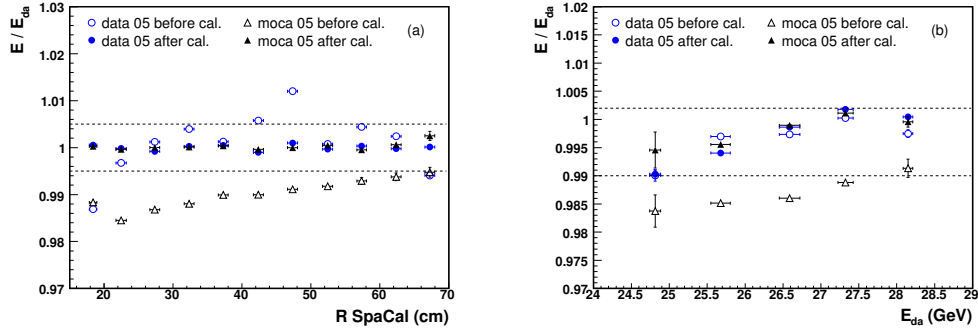 E / E_da
data 05 before cal. moca 05 before cal.
data 05 after cal. moca 05 after cal.
(a)
1.03
1.02
1.01
1
0.99
0.98
0.97
20 30 40 50 60 70
R SpaCal (cm)
E / E_da
data 05 before cal. moca 05 before cal.
data 05 after cal. moca 05 after cal.
(b)
1.02
1.015
1.01
1.005
1
0.995
0.99
0.985
0.98
0.975
0.97
24 24.5 25 25.5 26 26.5 27 27.5 28 28.5 29
E_da (GeV)